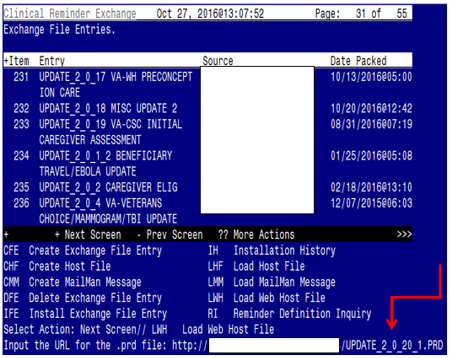 Clinical Reminder Exchange Oct 27, 2016@13:07:52 Page: 31 of 55
Exchange File Entries.
+Item Entry Source Date Packed
231 UPDATE_2_0_17 VA-WH PRECONCEPT 10/13/2016@05:00
ION CARE
232 UPDATE_2_0_18 MISC UPDATE 2 10/20/2016@12:42
233 UPDATE_2_0_19 VA-CSC INITIAL 08/31/2016@07:19
CAREGIVER ASSESSMENT
234 UPDATE_2_0_1_2 BENEFICIARY 01/25/2016@05:08
TRAVEL/EBOLA UPDATE
235 UPDATE_2_0_2 CAREGIVER ELIG 02/18/2016@13:10
236 UPDATE_2_0_4 VA-VETERANS 12/07/2015@06:03
CHOICE/MAMMOGRAM/TBI UPDATE
+ + Next Screen - Prev Screen ?? More Actions >>>
CFE Create Exchange File Entry IH Installation History
CHF Create Host File LHF Load Host File
CMM Create MailMan Message LMM Load MailMan Message
DFE Delete Exchange File Entry LWH Load Web Host File
IFE Install Exchange File Entry RI Reminder Definition Inquiry
Select Action: Next Screen// LWH Load Web Host File
Input the URL for the .prd file: http:// /UPDATE_2_0_20_1.PRD